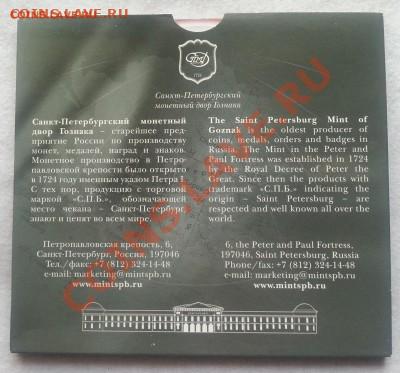 COINS.LAVE.RU
COINSS.LAVE.RU
1724
Санкт-Петербургский
монетный двор Гознака
Санкт-Петербургский монетный
двор Гознака – старейшее пред-
приятие России по производству
монет, медалей, наград и знаков.
Монетное производство в Петро-
павловской крепости было открыто
в 1724 году именным указом Петра I.
С тех пор, продукцию с торговой
маркой «С.П.Б.», обозначающей
место чекана – Санкт-Петербург,
знают и ценят во всем мире.
The Saint Petersburg Mint of
Goznak is the oldest producer of
coins, medals, orders and badges in
Russia. The Mint in the Peter and
Paul Fortress was established in 1724
by the Royal Decree of Peter the
Great. Since then the products with
trademark «С.П.Б.» indicating the
origin – Saint Petersburg – are
respected and well known all over the
world.
Петропавловская крепость, 6,
Санкт-Петербург, Россия, 197046
Тел./факс: +7 (812) 324-14-48
e-mail: marketing@mintspb.ru
www.mintspb.ru
6, the Peter and Paul Fortress,
197046, Saint Petersburg, Russia
Phone/fax: +7 (812) 324-14-48
e-mail: marketing@mintspb.ru
www.mintspb.ru